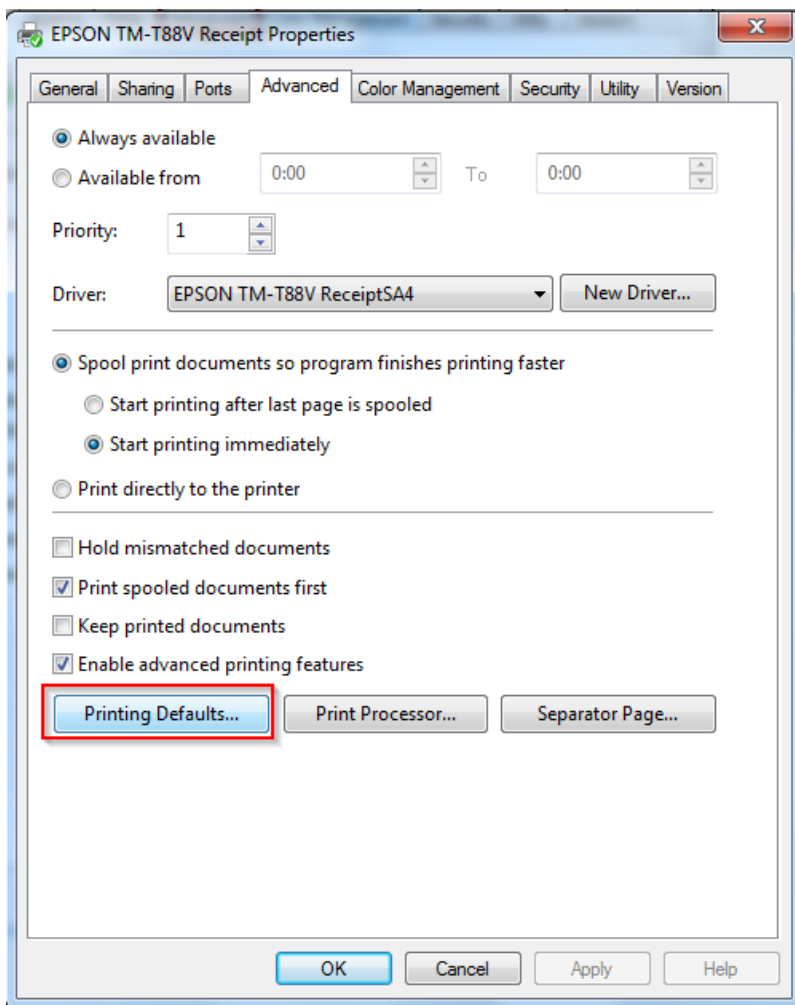 EPSON TM-T88V Receipt Properties
General Sharing Ports Advanced Color Management Security Utility Version
Always available
Available from 0:00 To 0:00
Priority: 1
Driver: EPSON TM-T88V ReceiptSA4 New Driver...
Spool print documents so program finishes printing faster
Start printing after last page is spooled
Start printing immediately
Print directly to the printer
Hold mismatched documents
Print spooled documents first
Keep printed documents
Enable advanced printing features
Printing Defaults... Print Processor... Separator Page...
OK Cancel Apply Help